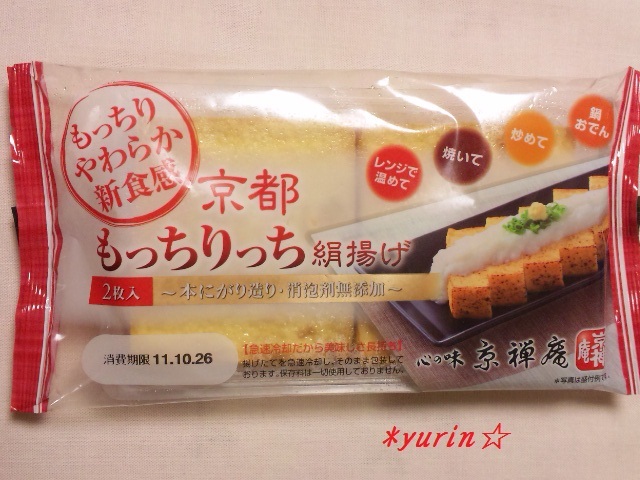 もっちり
やわらか
新食感
京都
もっちりっち 絹揚げ
2枚入 ～本にがり造り・消泡剤無添加～
レンジで
温めて
焼いて
炒めて
鍋
おでん
消費期限 11.10.26
【急速冷却だから美味しさ長持ち】
揚げたてを急速冷却し、そのまま包装して
おります。保存料は一切使用しておりません。
心の味 京禅庵
京禅庵
*yurin☆